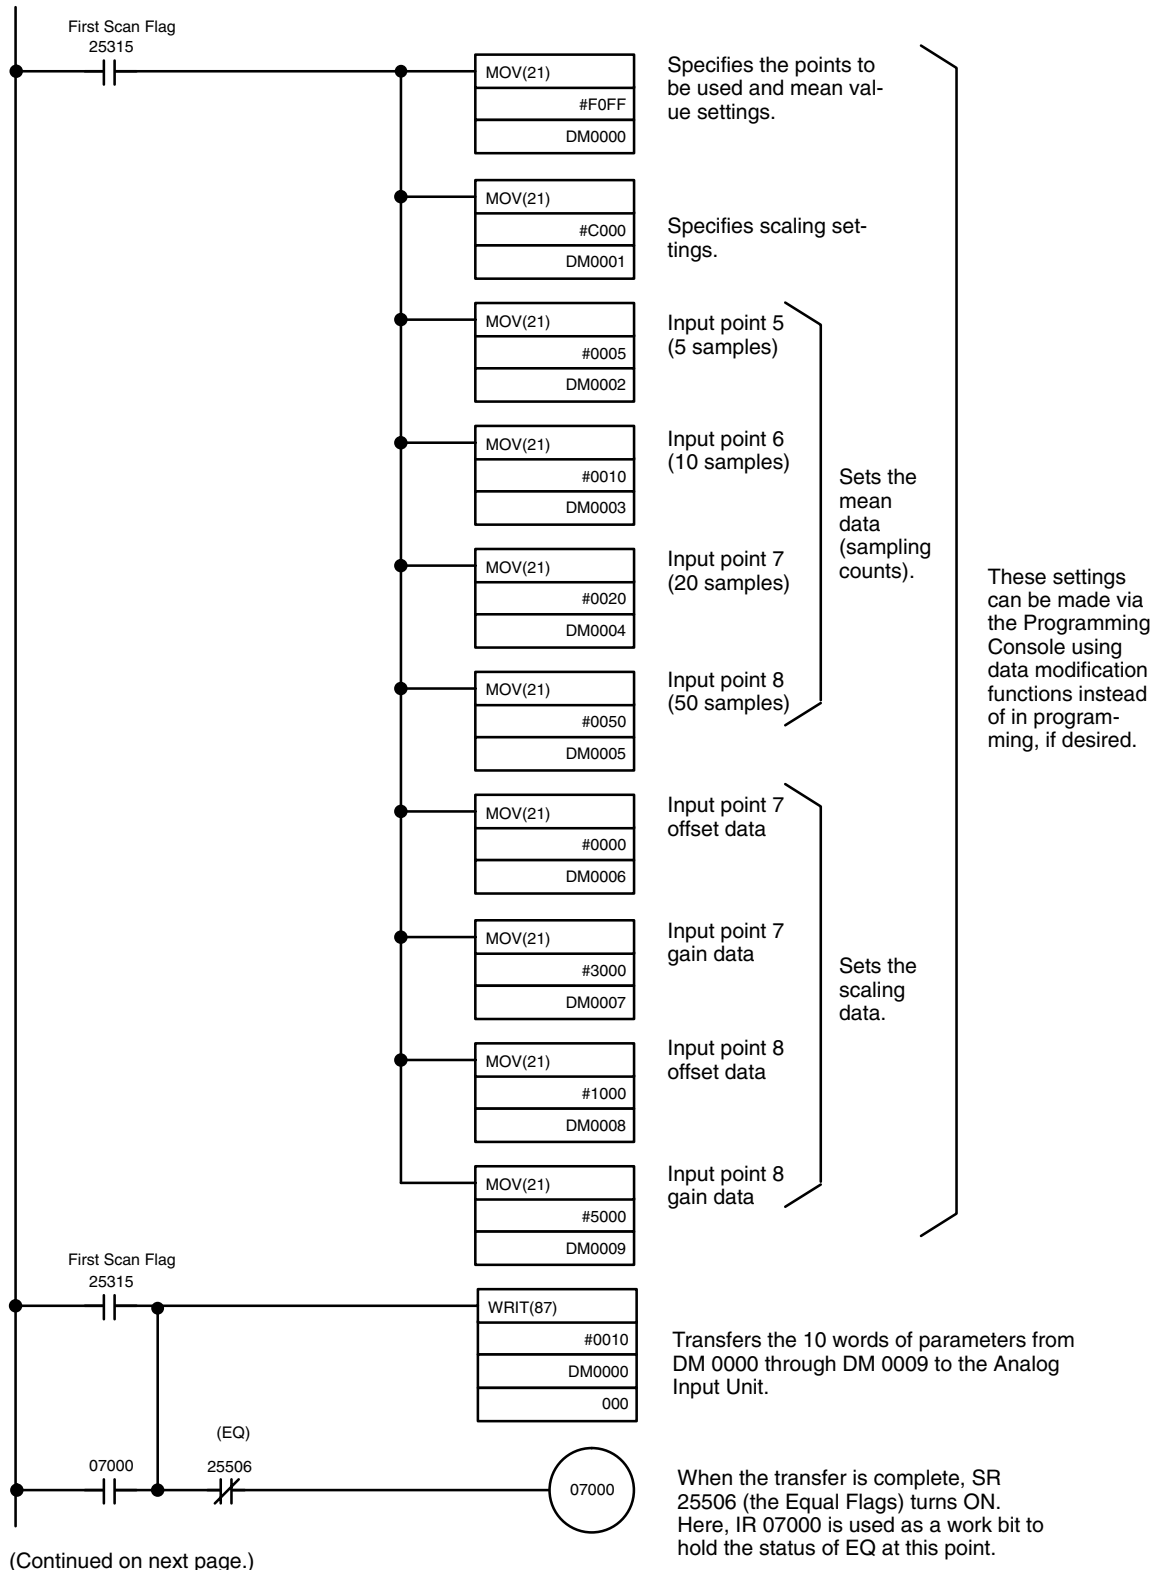 First Scan Flag
25315
MOV(21)
#F0FF
DM0000
Specifies the points to
be used and mean val-
ue settings.
MOV(21)
#C000
DM0001
Specifies scaling set-
tings.
MOV(21)
#0005
DM0002
Input point 5
(5 samples)
MOV(21)
#0010
DM0003
Input point 6
(10 samples)
MOV(21)
#0020
DM0004
Input point 7
(20 samples)
MOV(21)
#0050
DM0005
Input point 8
(50 samples)
Sets the
mean
data
(sampling
counts).
These settings
can be made via
the Programming
Console using
data modification
functions instead
of in program-
ming, if desired.
MOV(21)
#0000
DM0006
Input point 7
offset data
MOV(21)
#3000
DM0007
Input point 7
gain data
MOV(21)
#1000
DM0008
Input point 8
offset data
MOV(21)
#5000
DM0009
Input point 8
gain data
Sets the
scaling
data.
First Scan Flag
25315
WRIT(87)
#0010
DM0000
000
Transfers the 10 words of parameters from
DM 0000 through DM 0009 to the Analog
Input Unit.
07000
(EQ)
25506
07000
When the transfer is complete, SR
25506 (the Equal Flags) turns ON.
Here, IR 07000 is used as a work bit to
hold the status of EQ at this point.
(Continued on next page.)